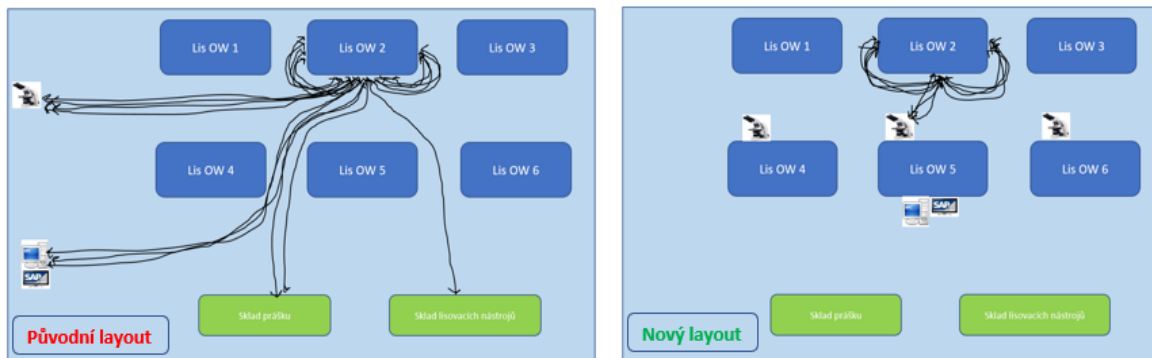 Lis OW 1
Lis OW 2
Lis OW 3
Lis OW 4
Lis OW 5
Lis OW 6
SAP
Sklad prášku
Sklad lisovacích nástrojů
Původní layout
Lis OW 1
Lis OW 2
Lis OW 3
Lis OW 4
Lis OW 5
Lis OW 6
SAP
Sklad prášku
Sklad lisovacích nástrojů
Nový layout